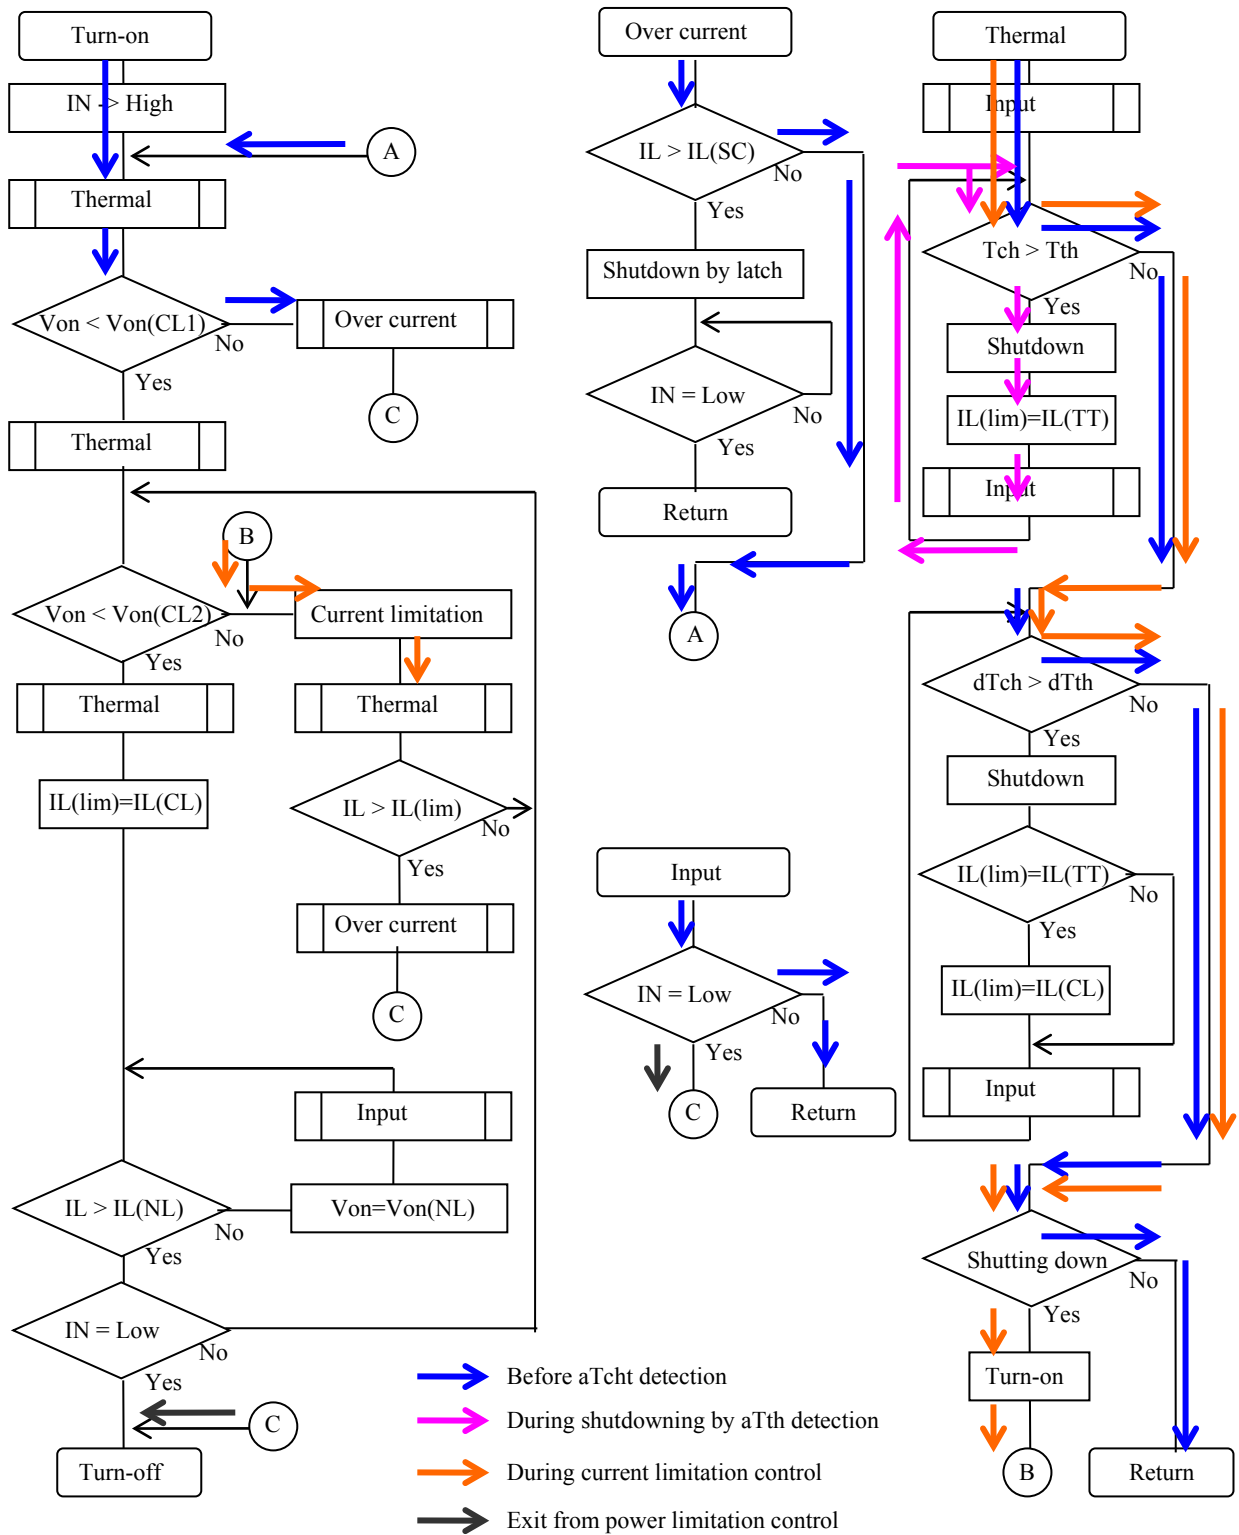 Turn-on
IN -> High
A
Thermal
Von < Von(CL1)
No
Yes
Over current
C
Thermal
B
Von < Von(CL2)
No
Yes
Current limitation
Thermal
Thermal
IL(lim)=IL(CL)
IL > IL(lim)
No
Yes
Over current
C
Input
Von=Von(NL)
IL > IL(NL)
No
Yes
IN = Low
No
Yes
C
Turn-off
Over current
IL > IL(SC)
No
Yes
Shutdown by latch
IN = Low
No
Yes
Return
A
Input
IN = Low
No
Yes
C
Return
Thermal
Input
Tch > Tth
No
Yes
Shutdown
IL(lim)=IL(TT)
Input
dTch > dTth
No
Yes
Shutdown
IL(lim)=IL(TT)
No
Yes
IL(lim)=IL(CL)
Input
Shutting down
No
Yes
Turn-on
B
Return
Before aTcht detection
During shutdowning by aTth detection
During current limitation control
Exit from power limitation control